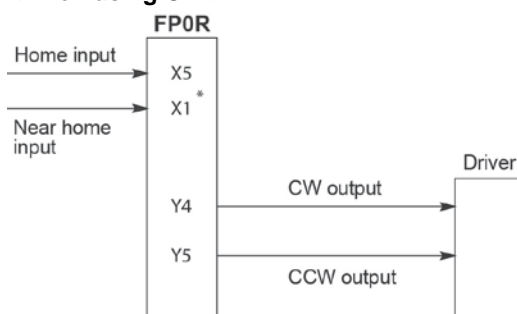 FP0R
Home input
X5
X1 *
Near home
input
Driver
CW output
Y4
Y5
CCW output